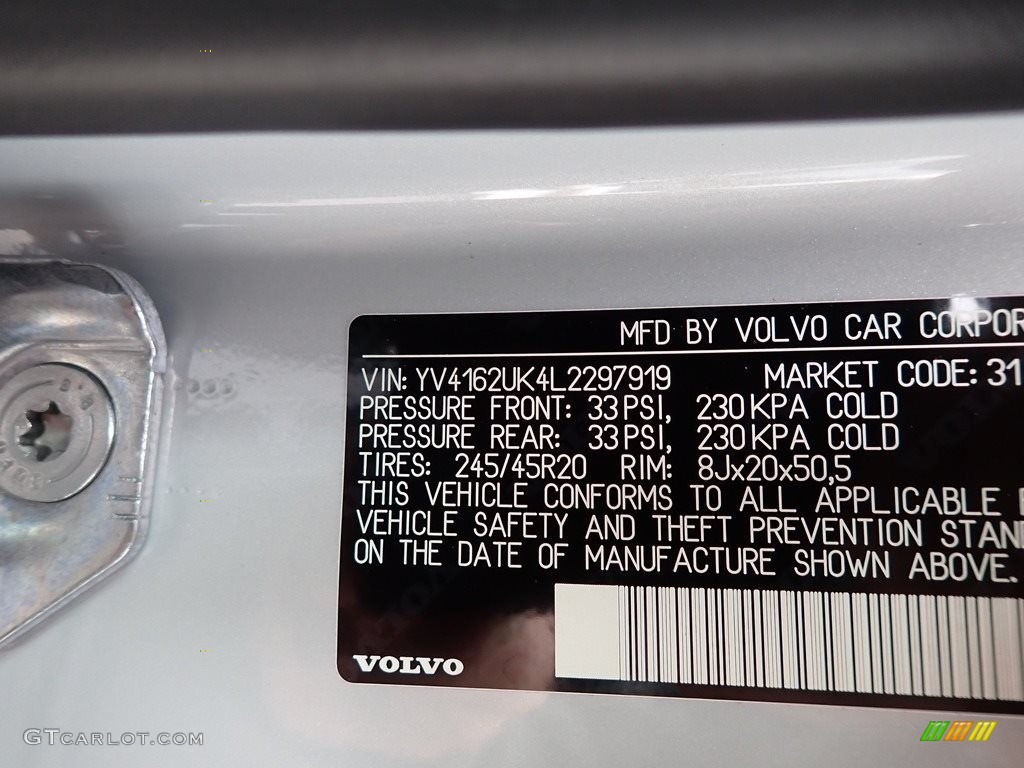 MFD BY VOLVO CAR CORPOR
VIN: YV4162UK4L2297919 MARKET CODE: 31
PRESSURE FRONT: 33 PSI, 230 KPA COLD
PRESSURE REAR: 33 PSI, 230 KPA COLD
TIRES: 245/45R20 RIM: 8Jx20x50,5
THIS VEHICLE CONFORMS TO ALL APPLICABLE
VEHICLE SAFETY AND THEFT PREVENTION STAN
ON THE DATE OF MANUFACTURE SHOWN ABOVE.
VOLVO
GTCARLOT.COM